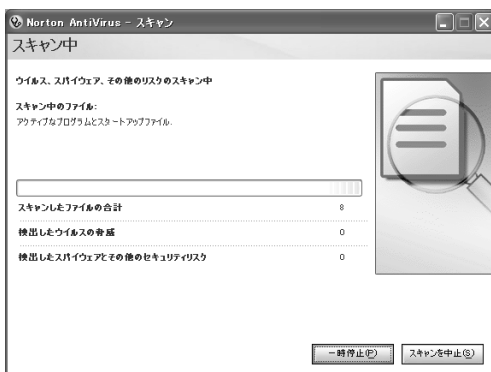 Norton AntiVirus - スキャン
スキャン中
ウイルス、スパイウェア、その他のリスクのスキャン中
スキャン中のファイル:
アクティブなプログラムとスタートアップファイル.
スキャンしたファイルの合計 8
検出したウイルスの脅威 0
検出したスパイウェアとその他のセキュリティリスク 0
一時停止(P) スキャンを中止(S)